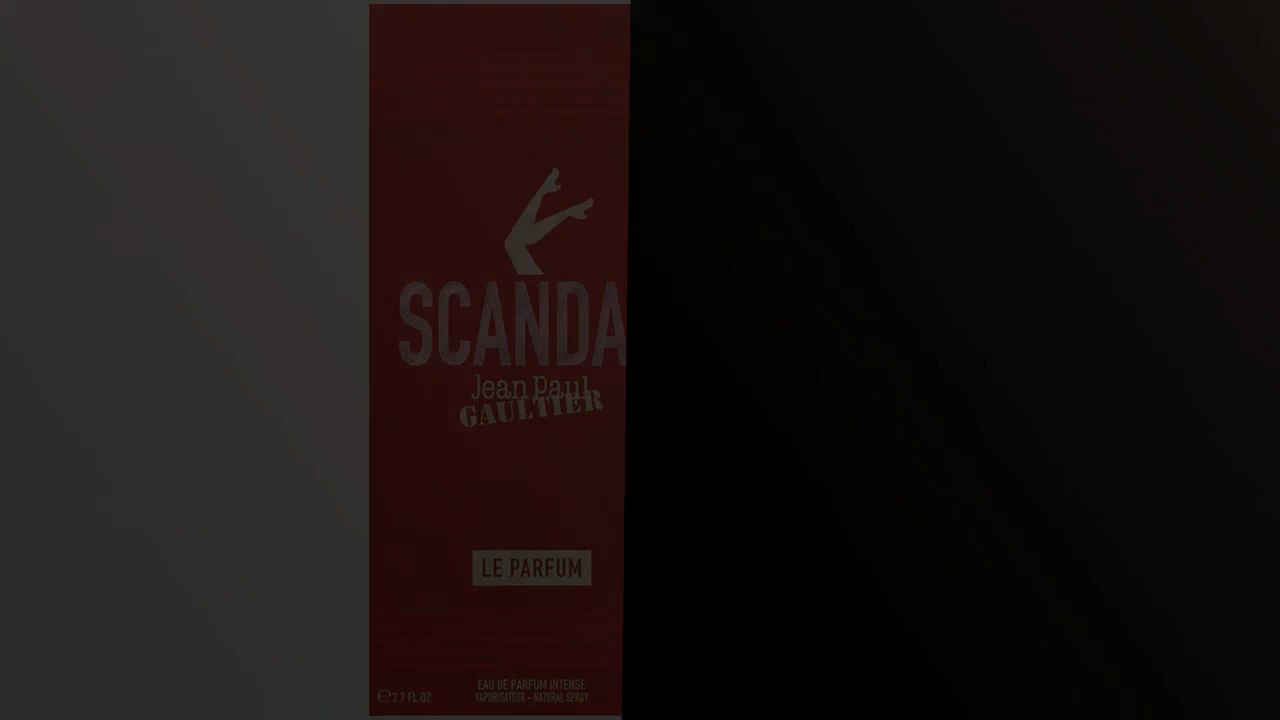 SCANDA
Jean Paul
GAULTIER
LE PARFUM
EAU DE PARFUM INTENSE
℮2.7 FL OZ VAPORISATEUR - NATURAL SPRAY